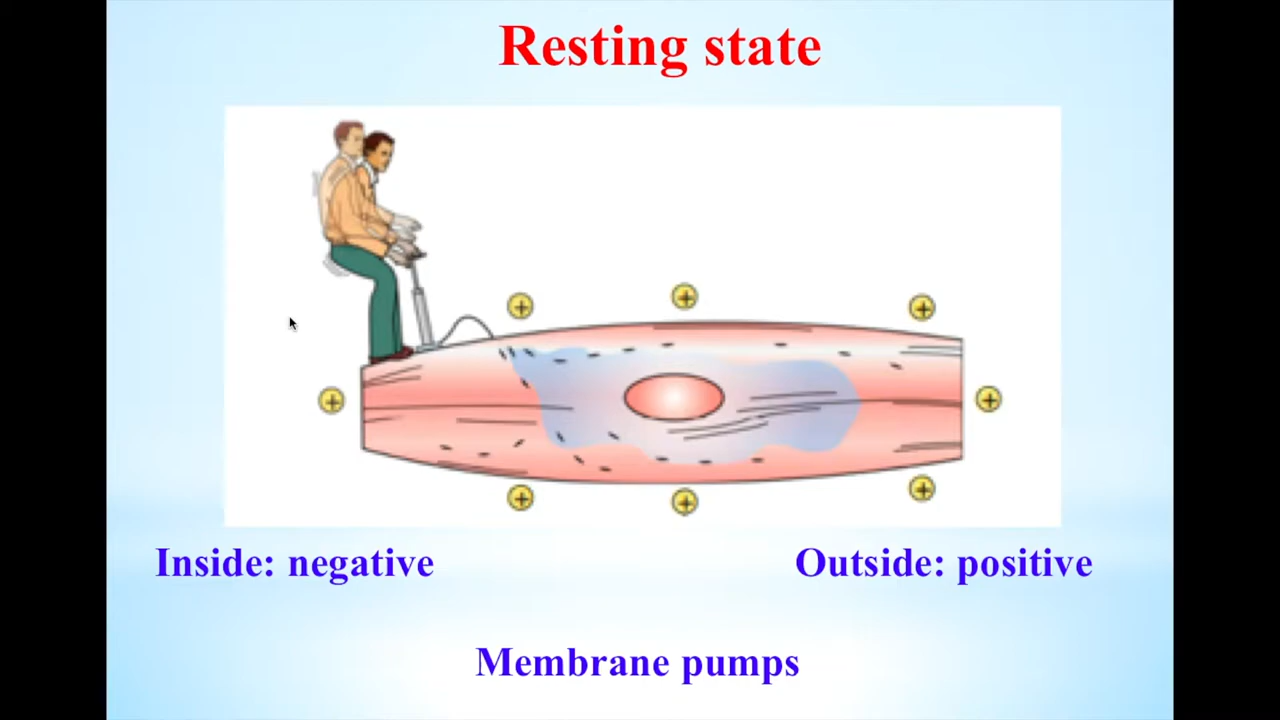 Resting state
+ + +
+ +
+ + +
Inside: negative Outside: positive
Membrane pumps